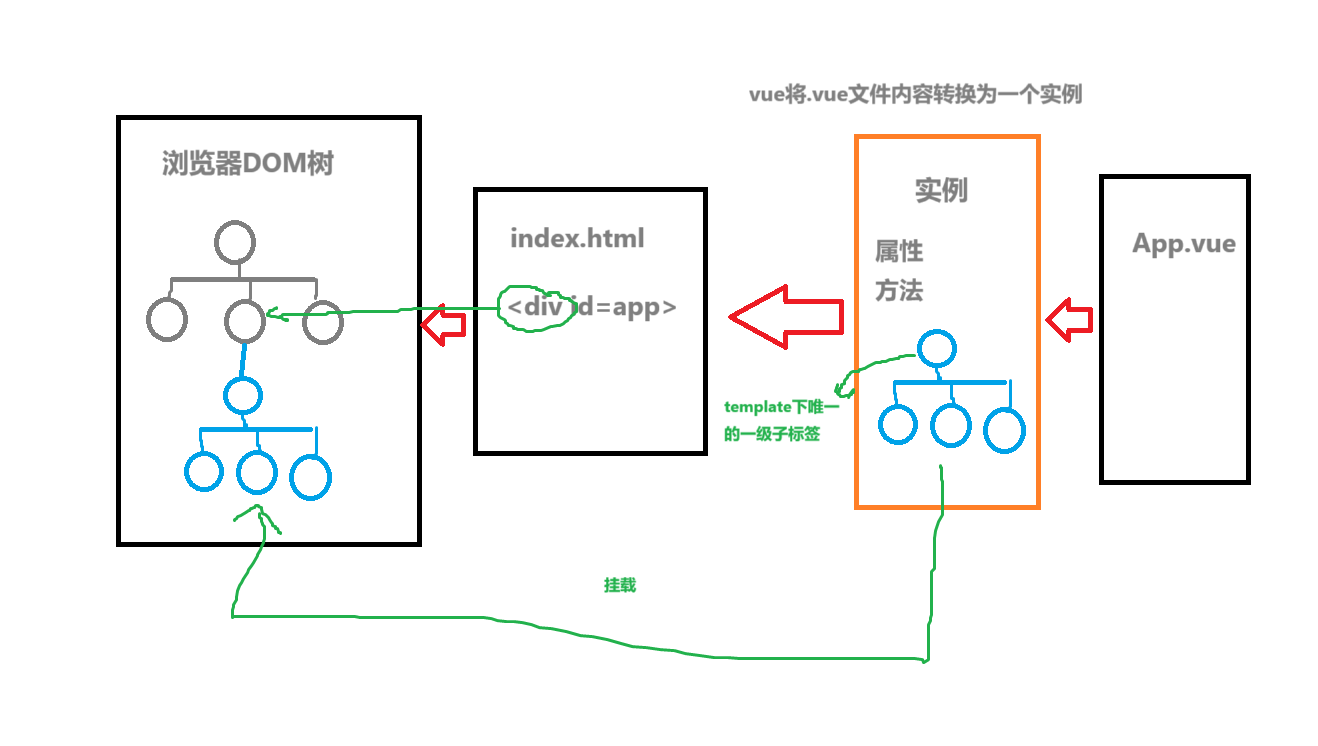 vue将.vue文件内容转换为一个实例
浏览器DOM树
index.html
<div id=app>
实例
属性
方法
template下唯一
的一级子标签
App.vue
挂载